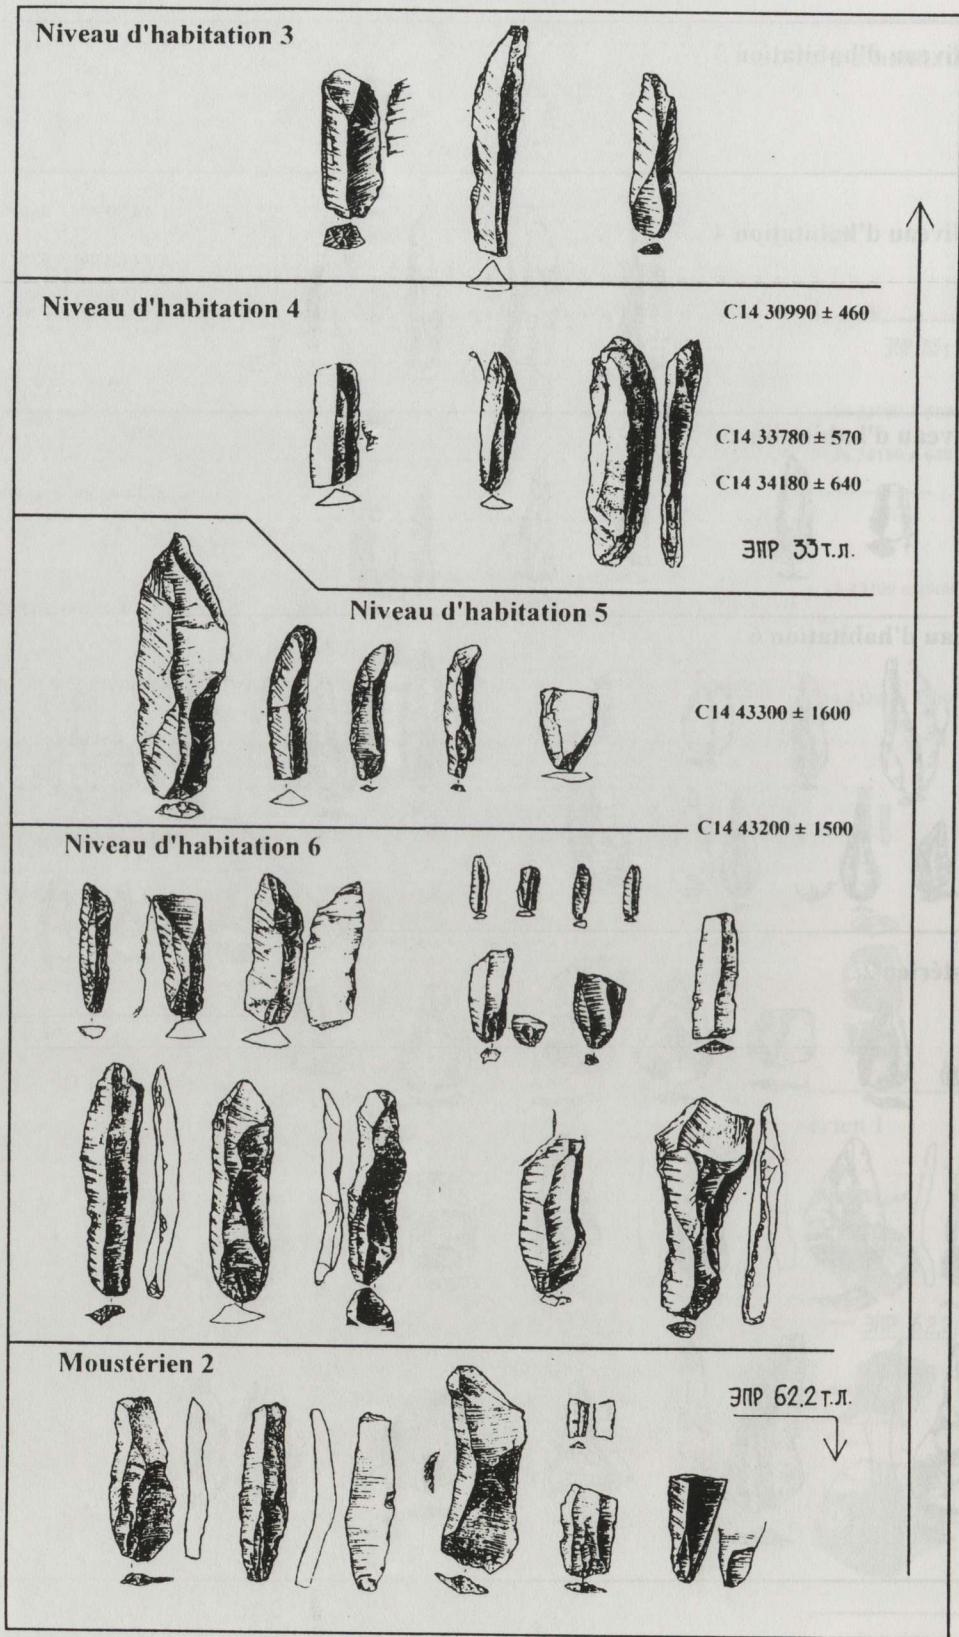 Niveau d'habitation 3
Niveau d'habitation 4
C14 30990 ± 460
C14 33780 ± 570
C14 34180 ± 640
ЭПР 33 т.л.
Niveau d'habitation 5
C14 43300 ± 1600
C14 43200 ± 1500
Niveau d'habitation 6
Moustérien 2
ЭПР 62.2 т.л.